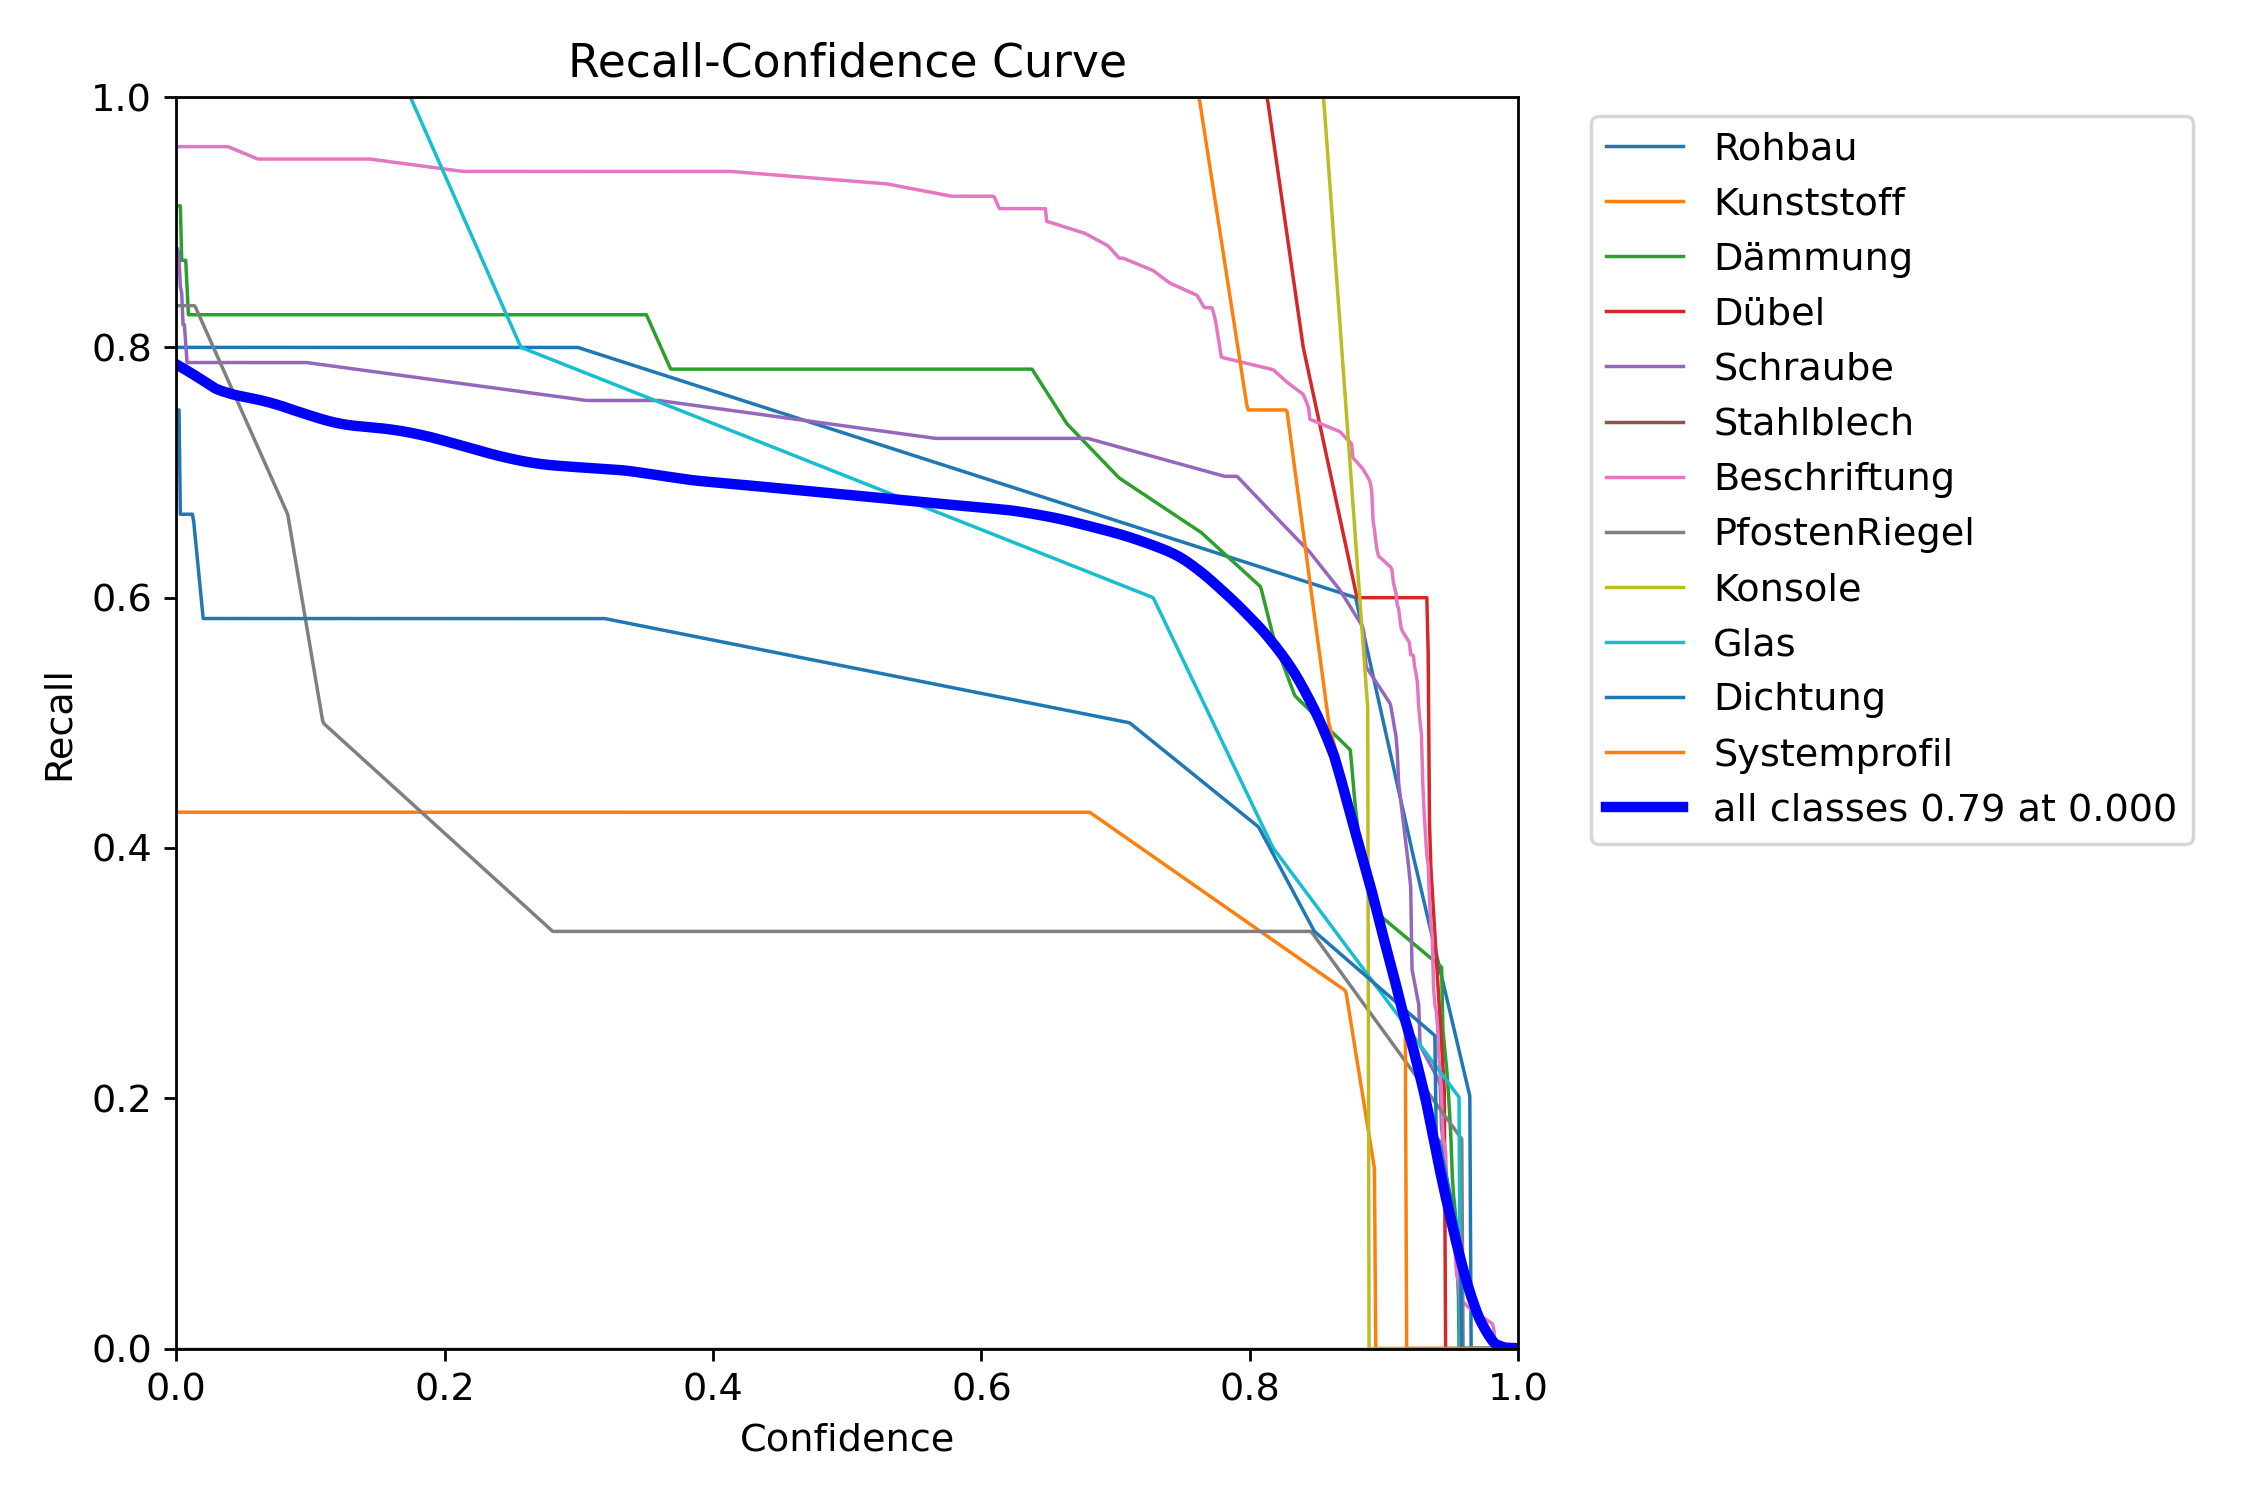 Recall-Confidence Curve
1.0
0.8
0.6
0.4
0.2
0.0
Recall
0.0 0.2 0.4 0.6 0.8 1.0
Confidence
Rohbau
Kunststoff
Dämmung
Dübel
Schraube
Stahlblech
Beschriftung
PfostenRiegel
Konsole
Glas
Dichtung
Systemprofil
all classes 0.79 at 0.000